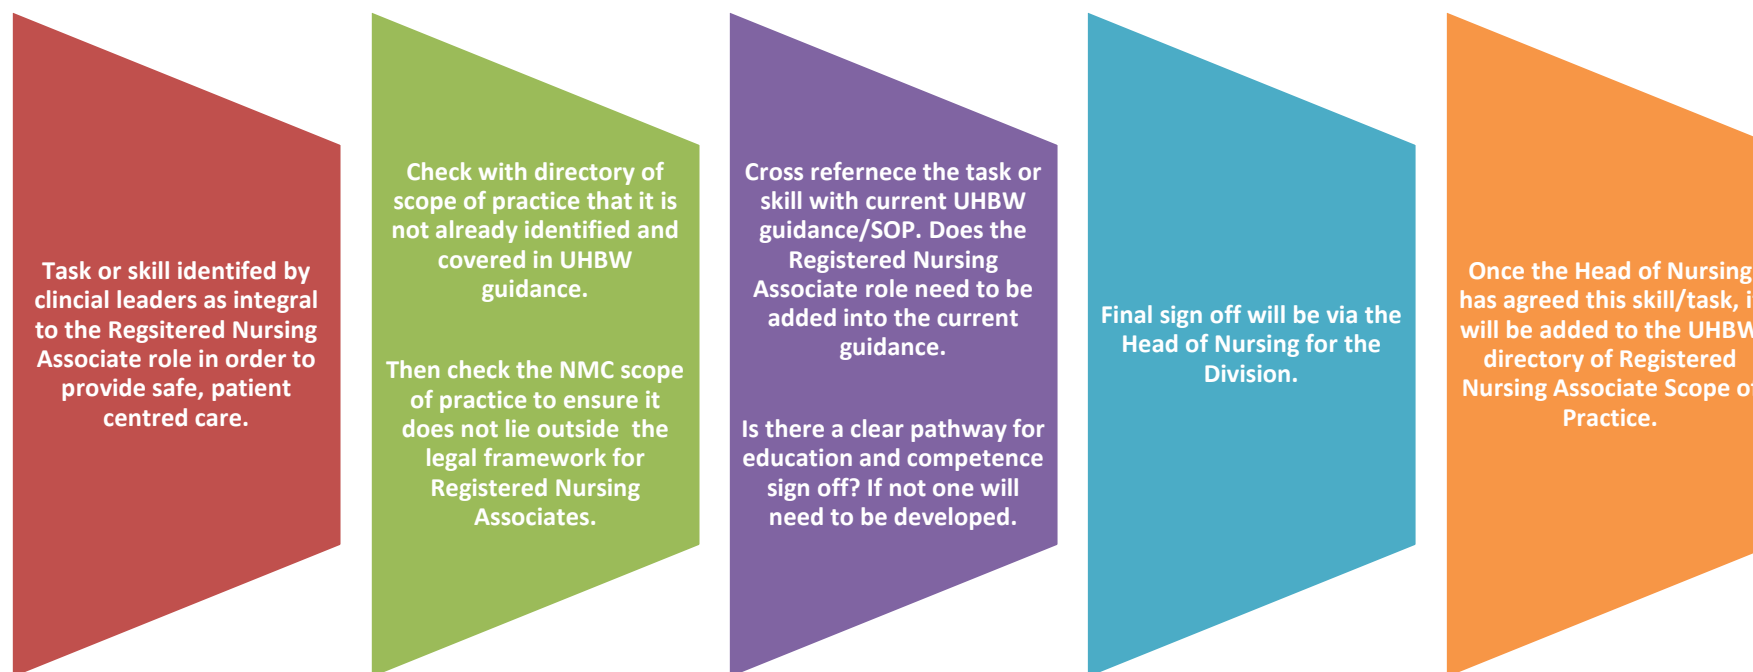 Task or skill identifed by
clincial leaders as integral
to the Regsitered Nursing
Associate role in order to
provide safe, patient
centred care.
Check with directory of
scope of practice that it is
not already identified and
covered in UHBW
guidance.
Then check the NMC scope
of practice to ensure it
does not lie outside the
legal framework for
Registered Nursing
Associates.
Cross refernece the task or
skill with current UHBW
guidance/SOP. Does the
Registered Nursing
Associate role need to be
added into the current
guidance.
Is there a clear pathway for
education and competence
sign off? If not one will
need to be developed.
Final sign off will be via the
Head of Nursing for the
Division.
Once the Head of Nursing
has agreed this skill/task,
will be added to the UHBW
directory of Registered
Nursing Associate Scope
Practice.